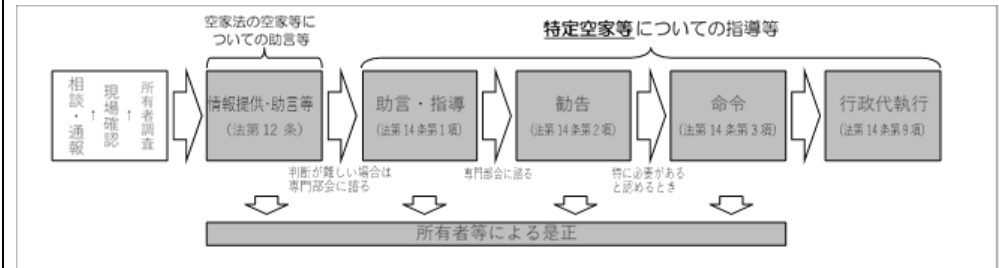 空家法の空家等に
ついての助言等
特定空家等についての指導等
相談・通報
↑
現場確認
↑
所有者調査
情報提供・助言等
(法第12条)
助言・指導
(法第14条第1項)
勧告
(法第14条第2項)
命令
(法第14条第3項)
行政代執行
(法第14条第9項)
判断が難しい場合は
専門部会に諮る
専門部会に諮る
特に必要がある
と認めるとき
所有者等による是正